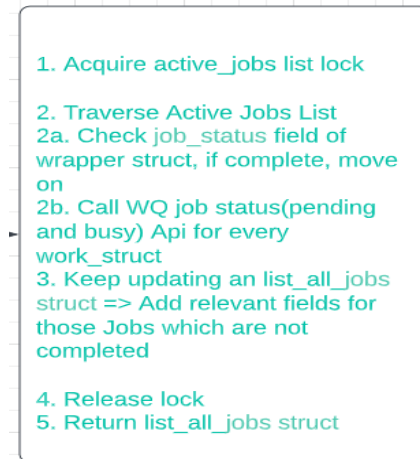 1. Acquire active_jobs list lock
2. Traverse Active Jobs List
2a. Check job_status field of
wrapper struct, if complete, move
on
2b. Call WQ job status(pending
and busy) Api for every
work_struct
3. Keep updating an list_all_jobs
struct => Add relevant fields for
those Jobs which are not
completed
4. Release lock
5. Return list_all_jobs struct